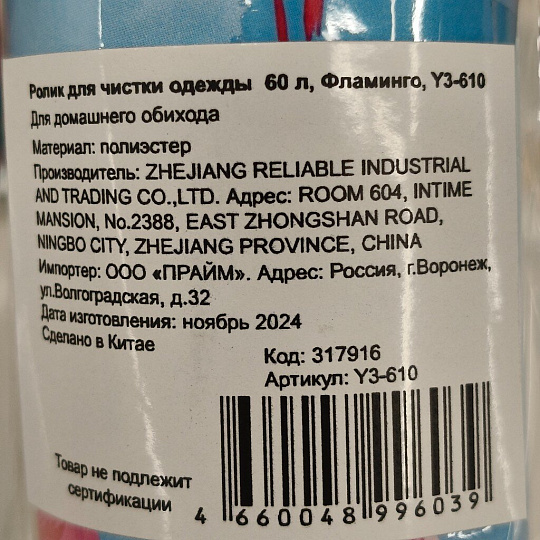 Ролик для чистки одежды 60 л, Фламинго, Y3-610
Для домашнего обихода
Материал: полиэстер
Производитель: ZHEJIANG RELIABLE INDUSTRIAL
AND TRADING CO.,LTD. Адрес: ROOM 604, INTIME
MANSION, No.2388, EAST ZHONGSHAN ROAD,
NINGBO CITY, ZHEJIANG PROVINCE, CHINA
Импортер: ООО «ПРАЙМ». Адрес: Россия, г.Воронеж,
ул.Волгоградская, д.32
Дата изготовления: ноябрь 2024
Сделано в Китае
Код: 317916
Артикул: Y3-610
Товар не подлежит
сертификации
4 660048 996039